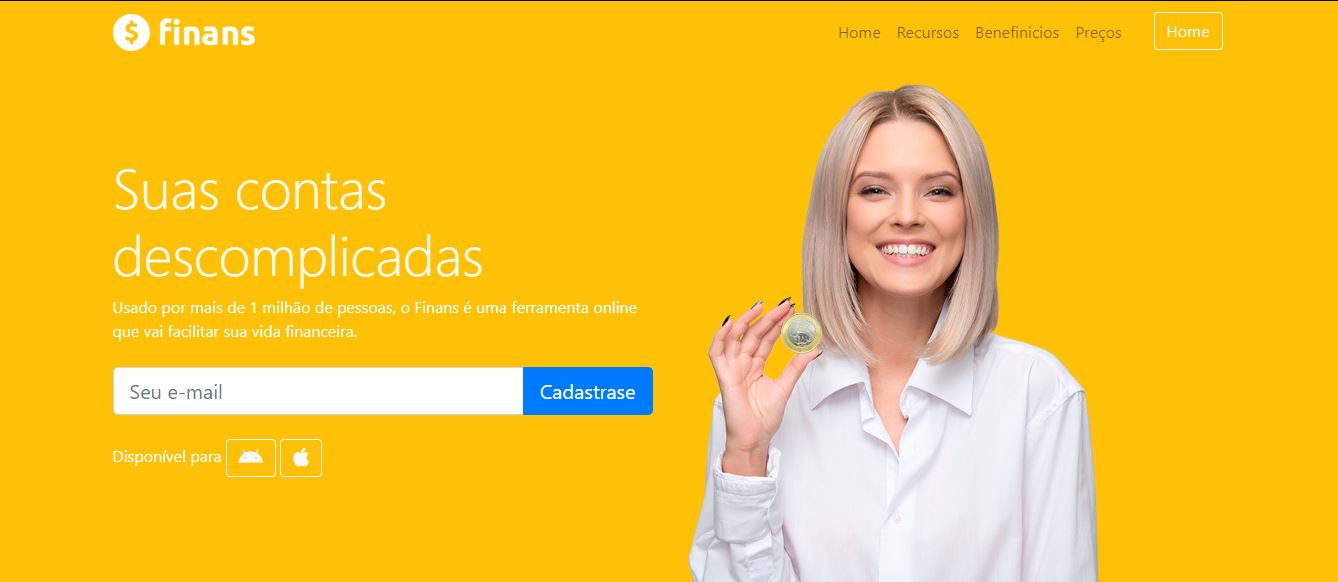 finans
Home Recursos Benefinicios Preços Home
Suas contas
descomplicadas
Usado por mais de 1 milhão de pessoas, o Finans é uma ferramenta online
que vai facilitar sua vida financeira.
Seu e-mail Cadastrase
Disponível para